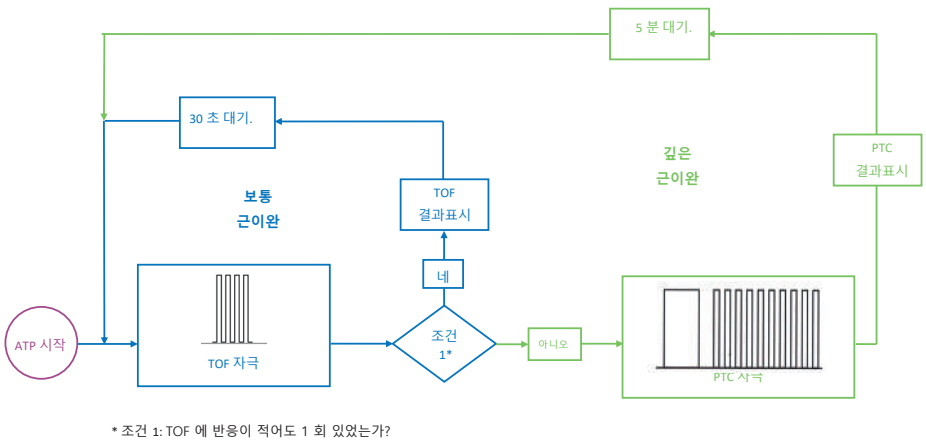 5 분 대기.
30 초 대기.
PTC
결과표시
깊은
근이완
TOF
결과표시
보통
근이완
네
ATP 시작
TOF 자극
조건
1*
아니오
PTC 자극
* 조건 1: TOF 에 반응이 적어도 1 회 있었는가?